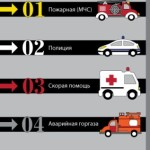 01 Пожарная (МЧС)
02 Полиция
03 Скорая помощь
04 Аварийная горгаза